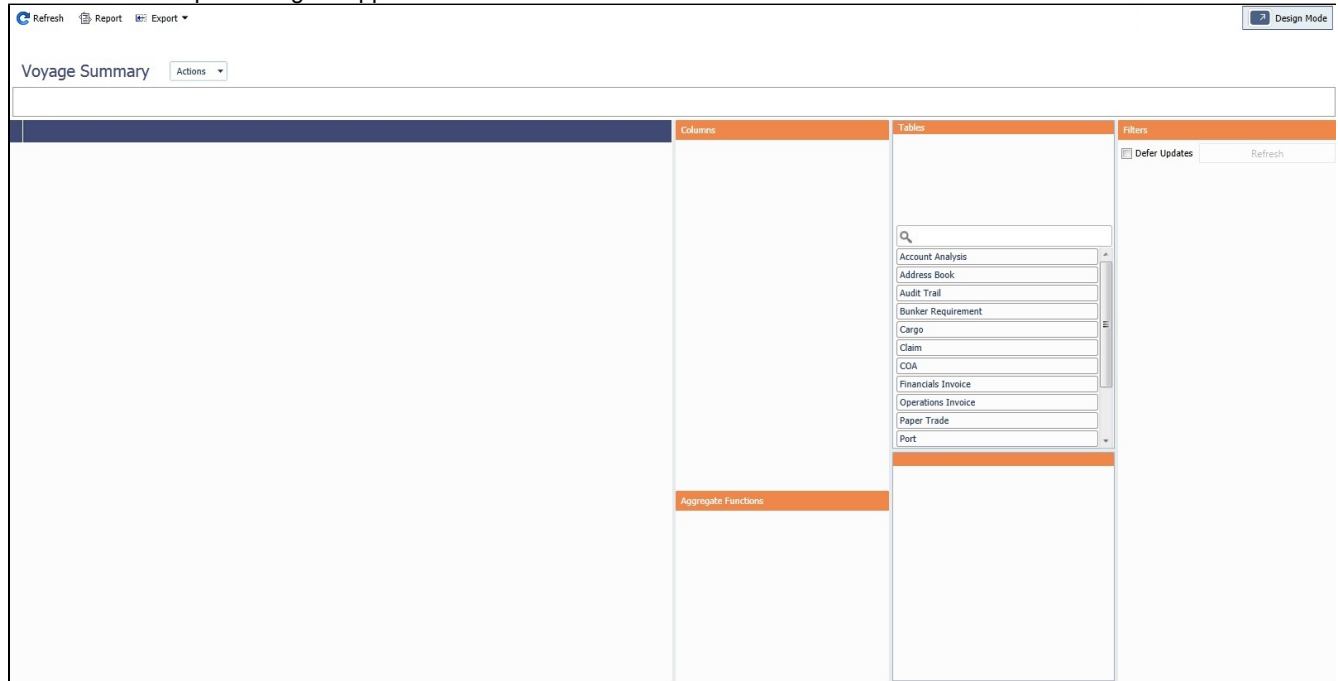 Refresh Report Export
Design Mode
Voyage Summary Actions
Columns Tables Filters
Defer Updates Refresh
Account Analysis
Address Book
Audit Trail
Bunker Requirement
Cargo
Claim
COA
Financials Invoice
Operations Invoice
Paper Trade
Port
Aggregate Functions